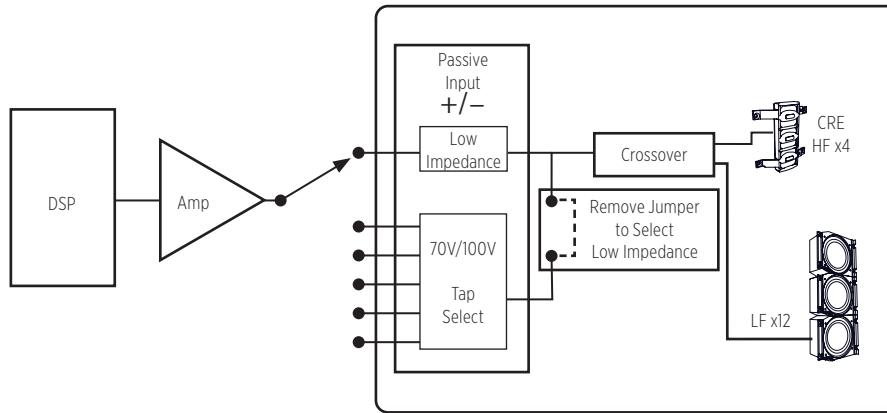 DSP
Amp
Passive
Input
+/–
Low
Impedance
70V/100V
Tap
Select
Crossover
Remove Jumper
to Select
Low Impedance
CRE
HF x4
LF x12